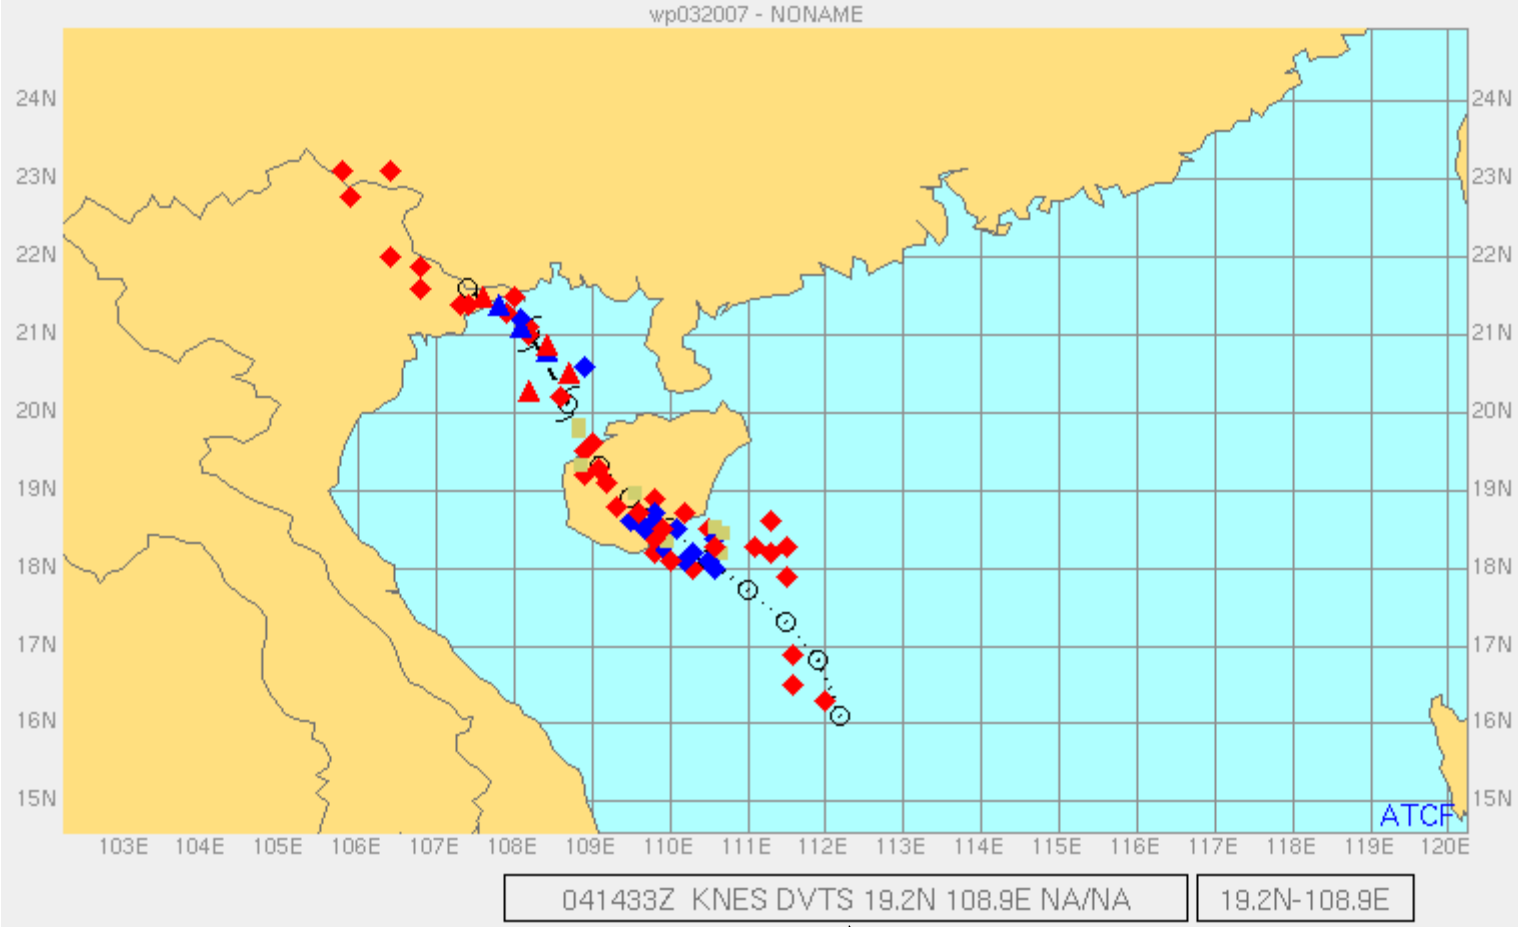 wp032007 - NONAME
24N 24N
23N 23N
22N 22N
21N 21N
20N 20N
19N 19N
18N 18N
17N 17N
16N 16N
15N 15N
ATCF
103E 104E 105E 106E 107E 108E 109E 110E 111E 112E 113E 114E 115E 116E 117E 118E 119E 120E
041433Z KNES DVTS 19.2N 108.9E NA/NA 19.2N-108.9E